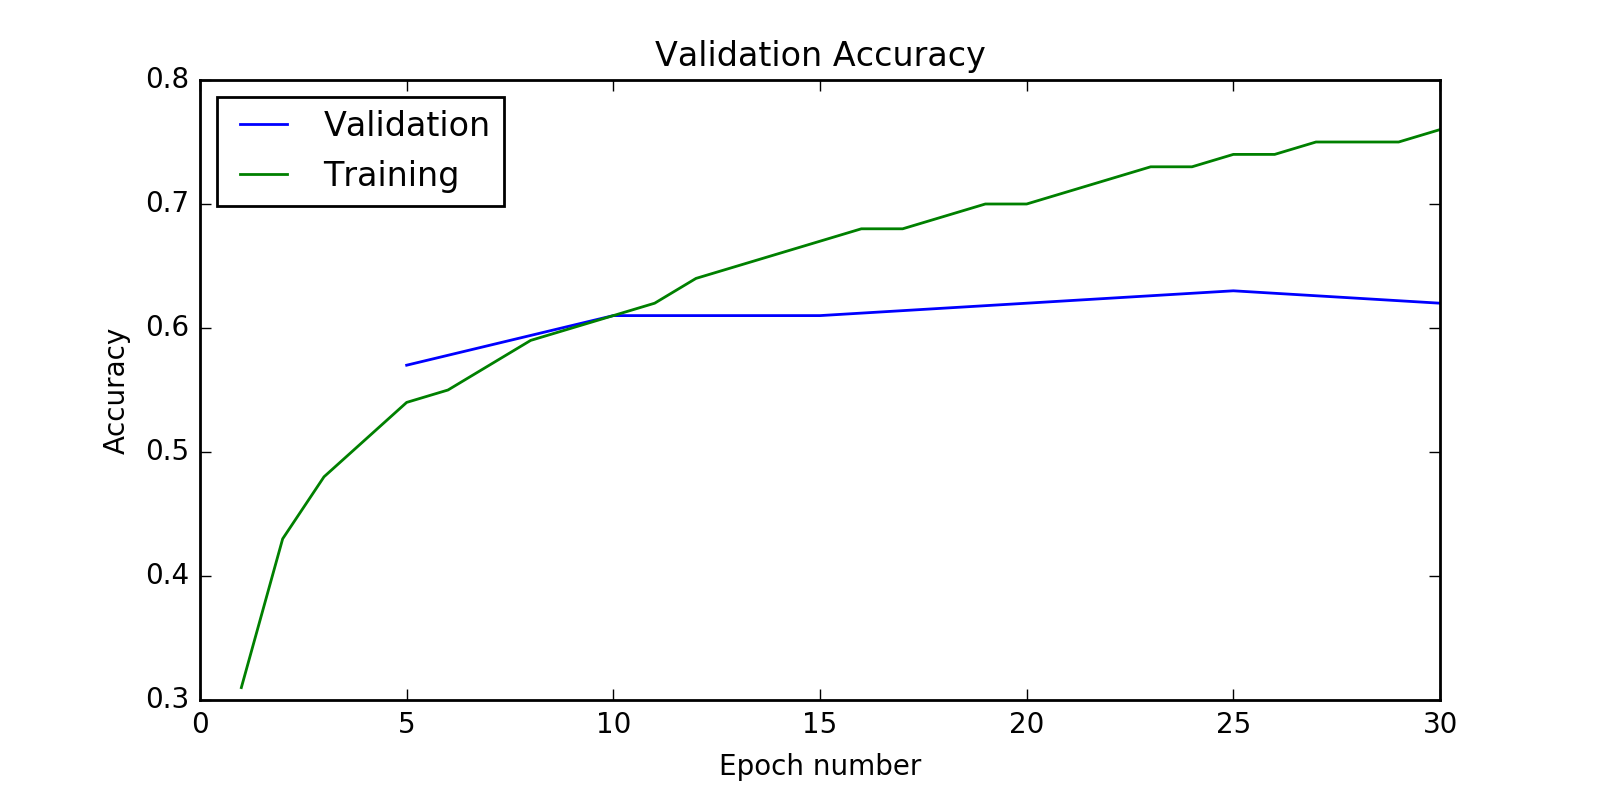 Validation Accuracy
0.8
Validation
Training
0.7
0.6
0.5
0.4
0.3
Accuracy
0 5 10 15 20 25 30
Epoch number